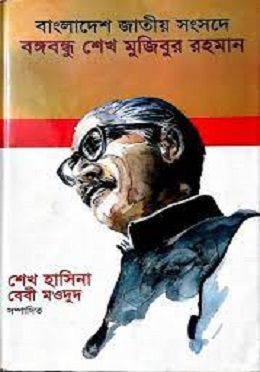 বাংলাদেশ জাতীয় সংসদে
বঙ্গবন্ধু শেখ মুজিবুর রহমান
শেখ হাসিনা
বেবী মওদুদ
সম্পাদিত